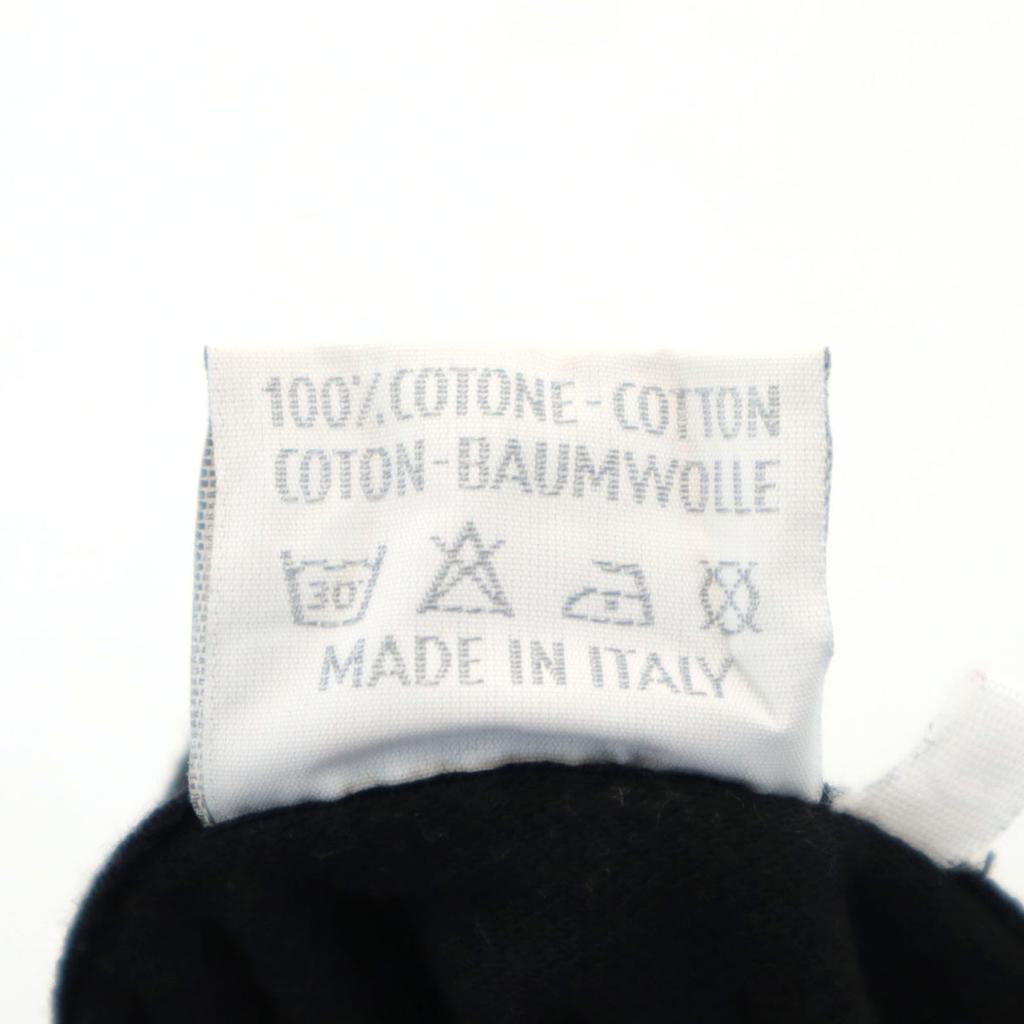 100% COTONE - COTTON
COTON - BAUMWOLLE
30°
MADE IN ITALY